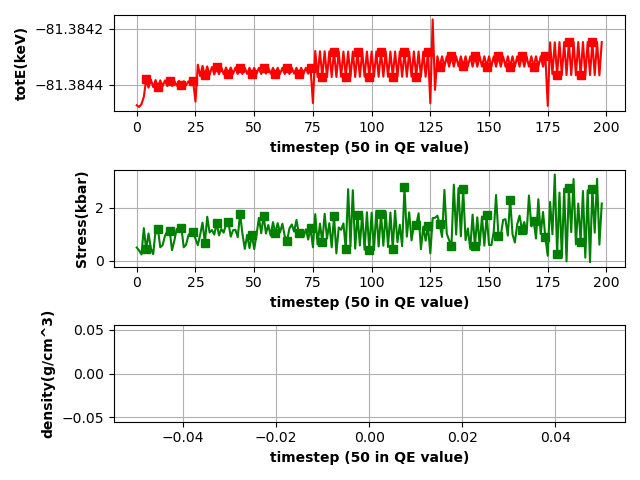 totE(keV)
−81.3842
−81.3844
0 25 50 75 100 125 150 175 200
timestep (50 in QE value)
Stress(kbar)
2
0
0 25 50 75 100 125 150 175 200
timestep (50 in QE value)
density(g/cm^3)
0.05
0.00
−0.05
−0.04 −0.02 0.00 0.02 0.04
timestep (50 in QE value)